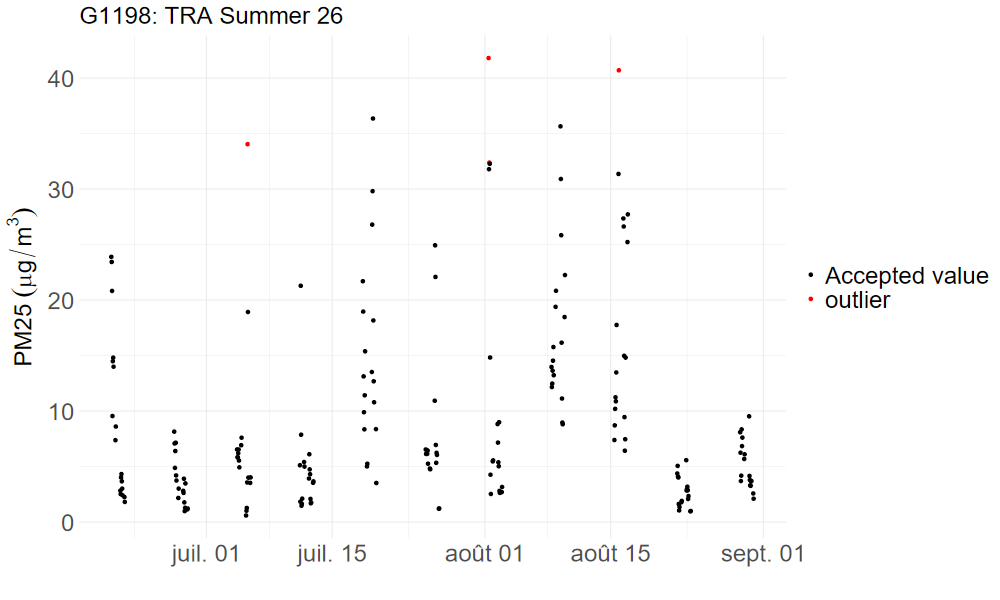 G1198: TRA Summer 26
40
30
20
10
0
PM25 (μg/m³)
juil. 01
juil. 15
août 01
août 15
sept. 01
Accepted value
outlier